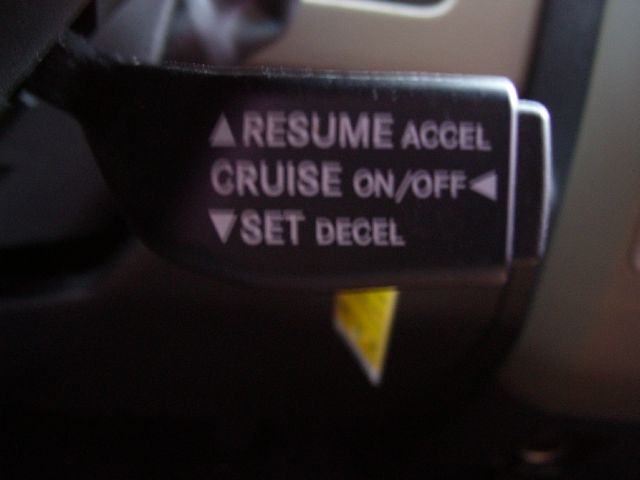 ▲RESUME ACCEL
CRUISE ON/OFF◀
▼SET DECEL